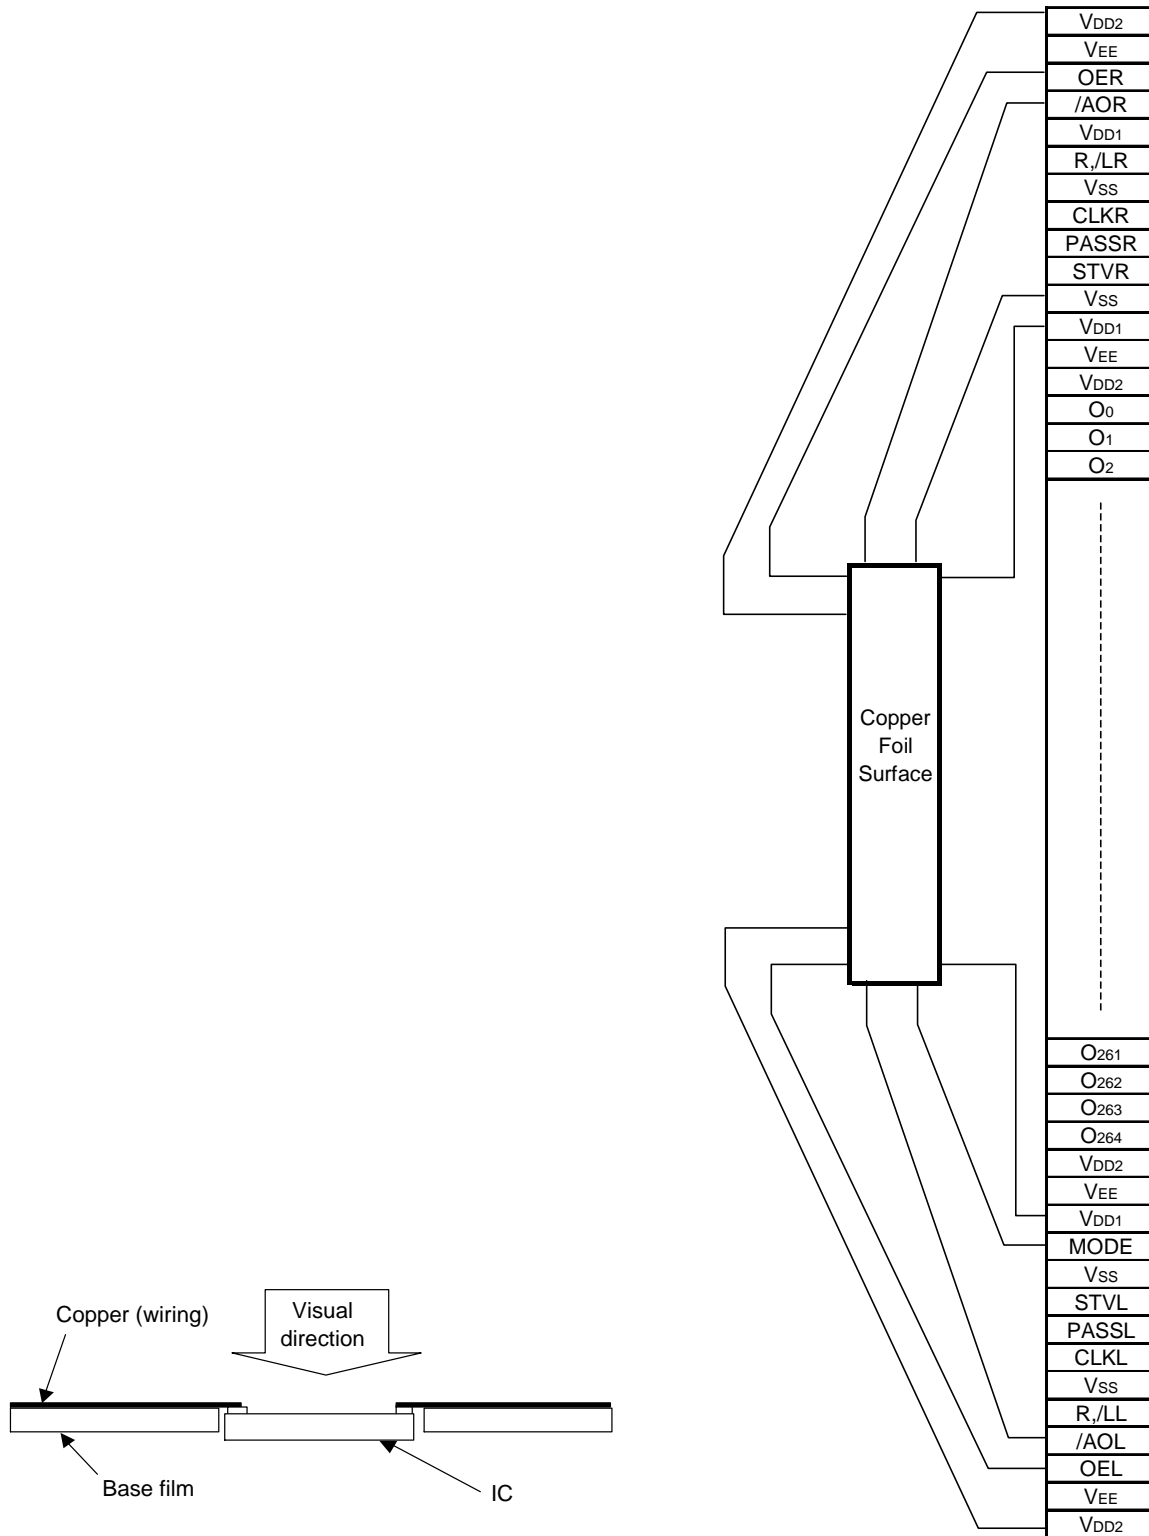 VDD2
VEE
OER
/AOR
VDD1
R,/LR
VSS
CLKR
PASSR
STVR
VSS
VDD1
VEE
VDD2
O0
O1
O2
Copper
Foil
Surface
O261
O262
O263
O264
VDD2
VEE
VDD1
MODE
VSS
STVL
PASSL
CLKL
VSS
R,/LL
/AOL
OEL
VEE
VDD2
Copper (wiring)
Visual
direction
Base film
IC